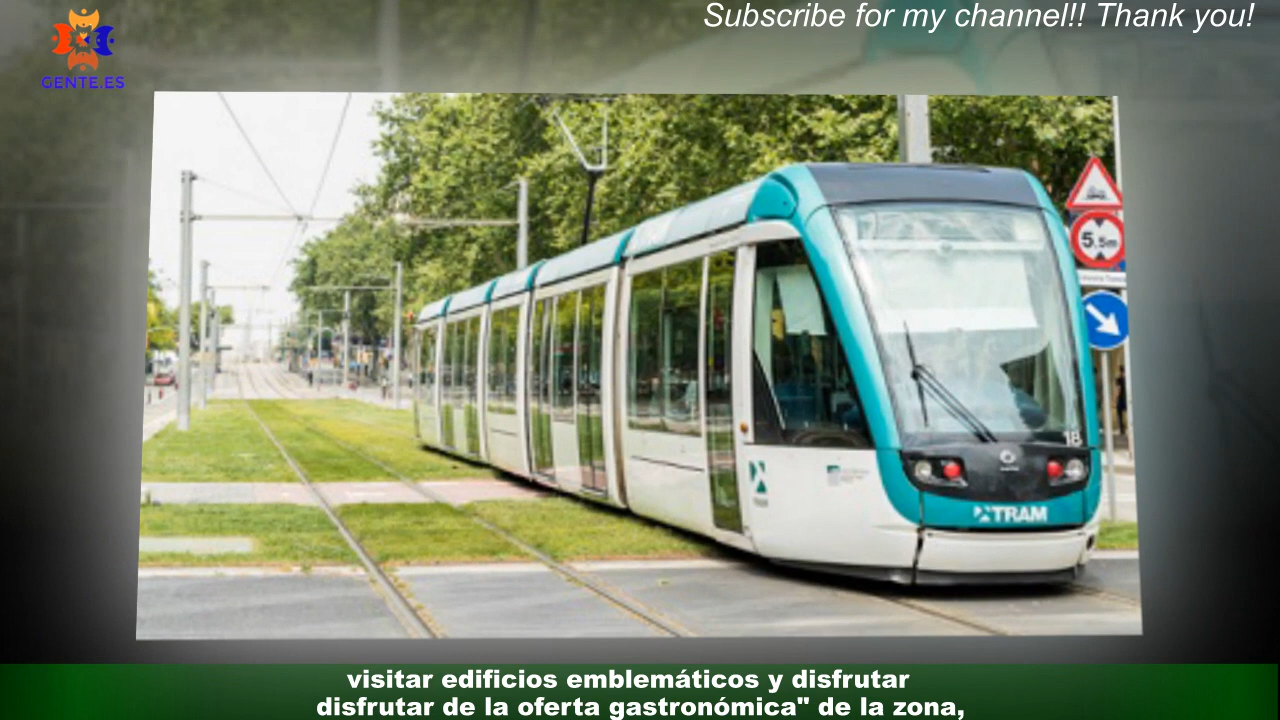 Subscribe for my channel!! Thank you!
GENTE.ES
5,5m
18
TRAM
visitar edificios emblemáticos y disfrutar
disfrutar de la oferta gastronómica" de la zona,